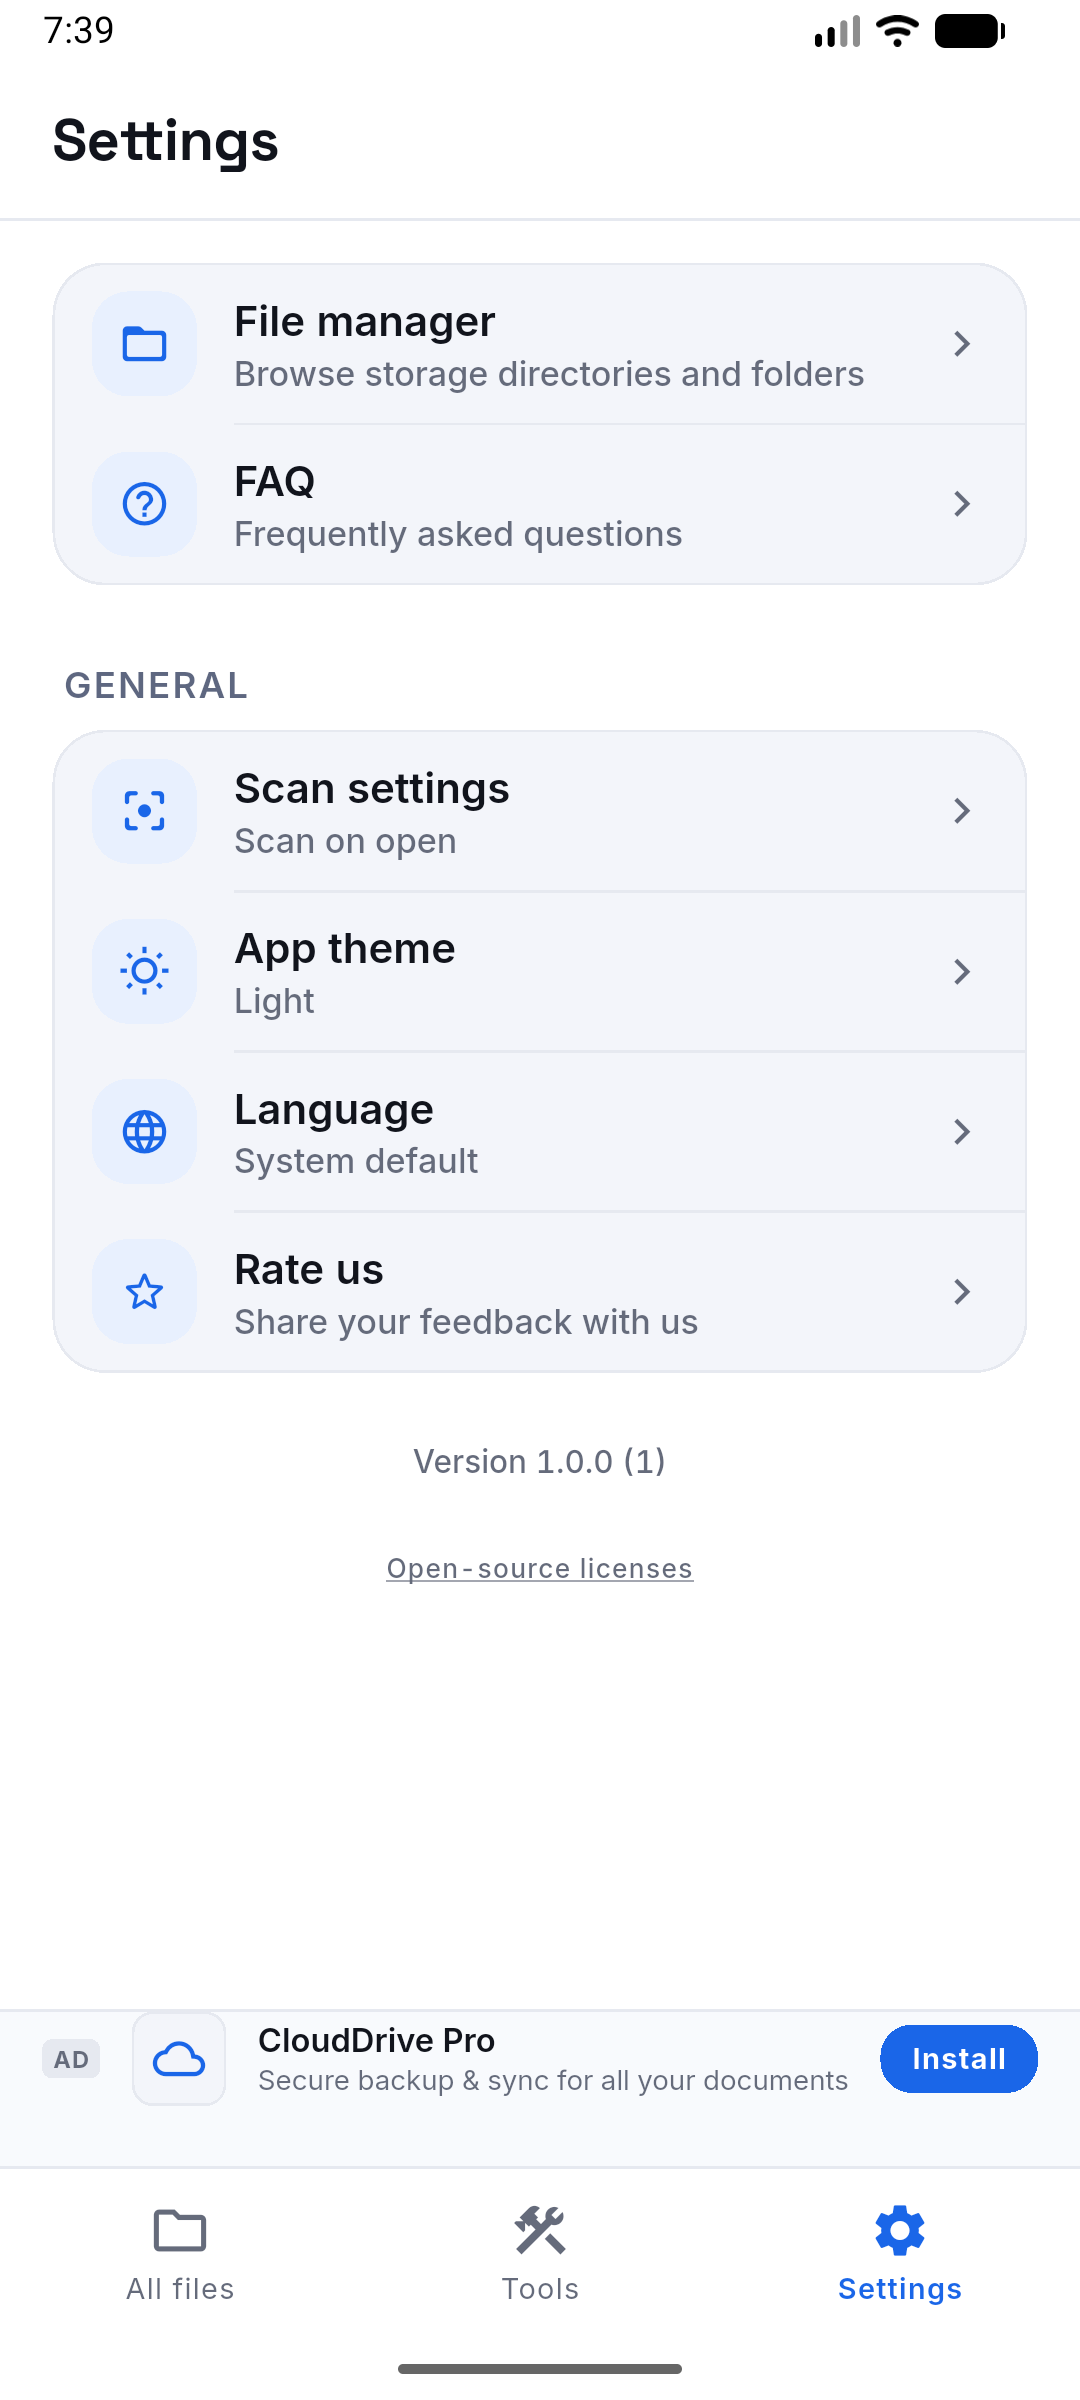 7:39
Settings
File manager
Browse storage directories and folders
FAQ
Frequently asked questions
GENERAL
Scan settings
Scan on open
App theme
Light
Language
System default
Rate us
Share your feedback with us
Version 1.0.0 (1)
Open-source licenses
AD
CloudDrive Pro
Secure backup & sync for all your documents
Install
All files
Tools
Settings